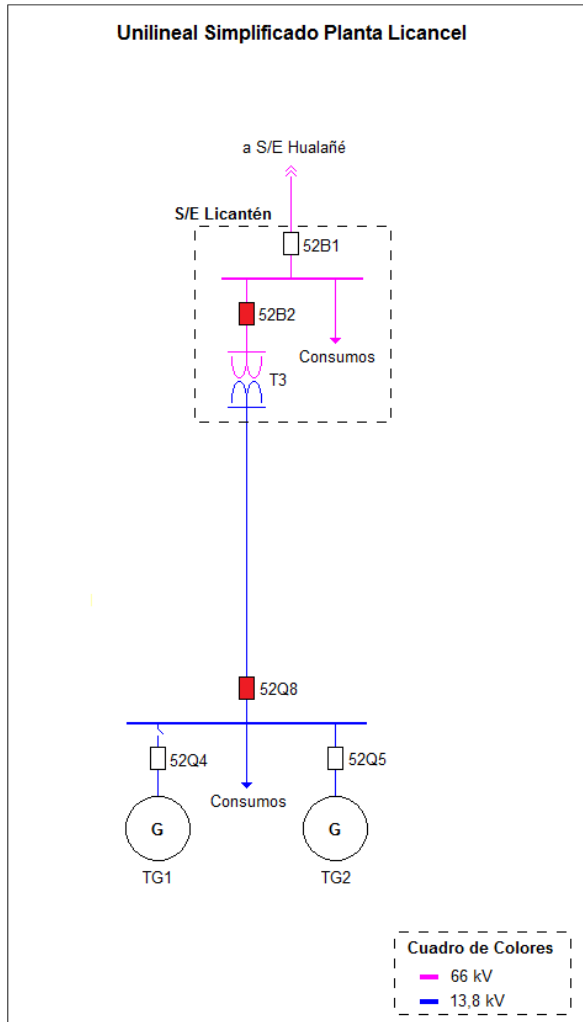 Unilineal Simplificado Planta Licancel
a S/E Hualañé
S/E Licantén
52B1
52B2
Consumos
T3
52Q8
52Q4
52Q5
Consumos
G
G
TG1
TG2
Cuadro de Colores
66 kV
13,8 kV